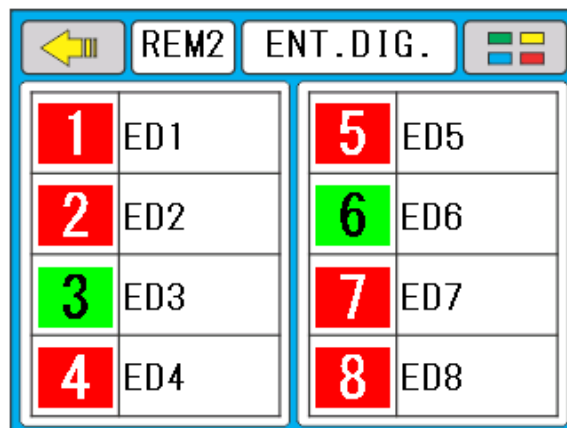 REM2 ENT.DIG.
1 ED1
2 ED2
3 ED3
4 ED4
5 ED5
6 ED6
7 ED7
8 ED8